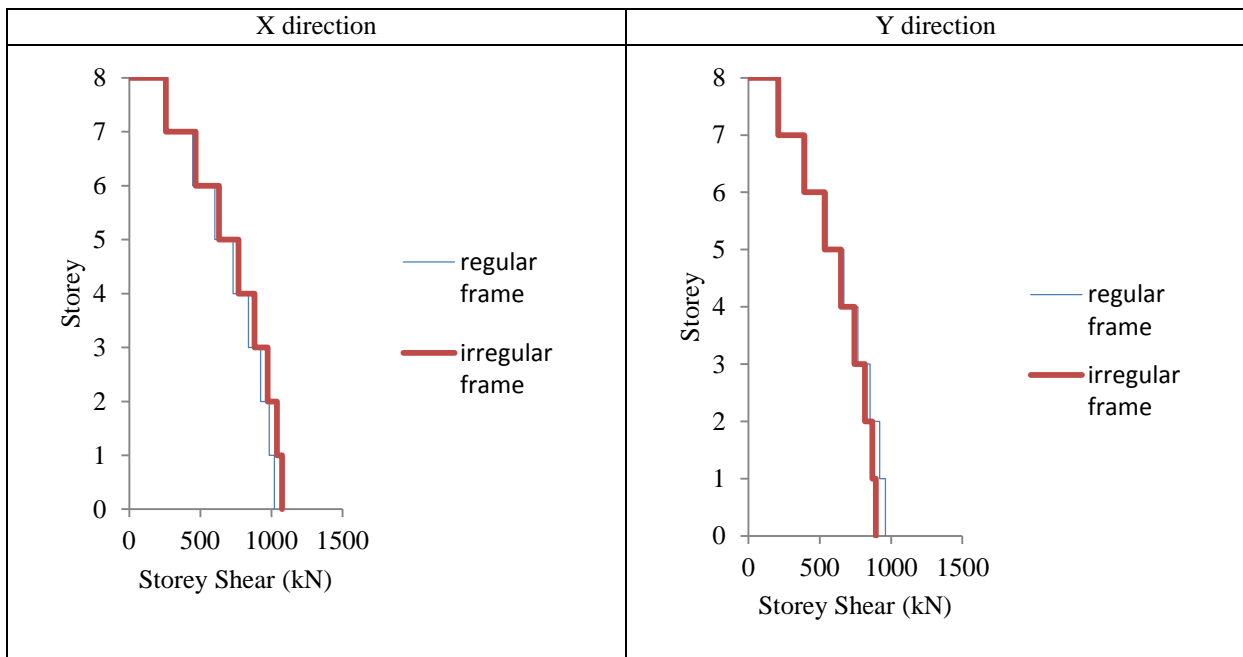 X direction
Y direction
8
7
6
5
4
3
2
1
0
Storey
0 500 1000 1500
Storey Shear (kN)
regular
frame
irregular
frame
8
7
6
5
4
3
2
1
0
Storey
0 500 1000 1500
Storey Shear (kN)
regular
frame
irregular
frame